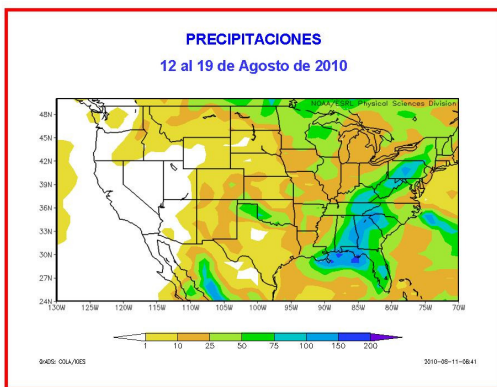 PRECIPITACIONES
12 al 19 de Agosto de 2010
NOAA/ESRL Physical Sciences Division
48N
45N
42N
39N
36N
33N
30N
27N
24N
130W 125W 120W 115W 110W 105W 100W 95W 90W 85W 80W 75W 70W
1 10 25 50 75 100 150 200
GrADS: COLA/IGES 2010-08-11-08:41